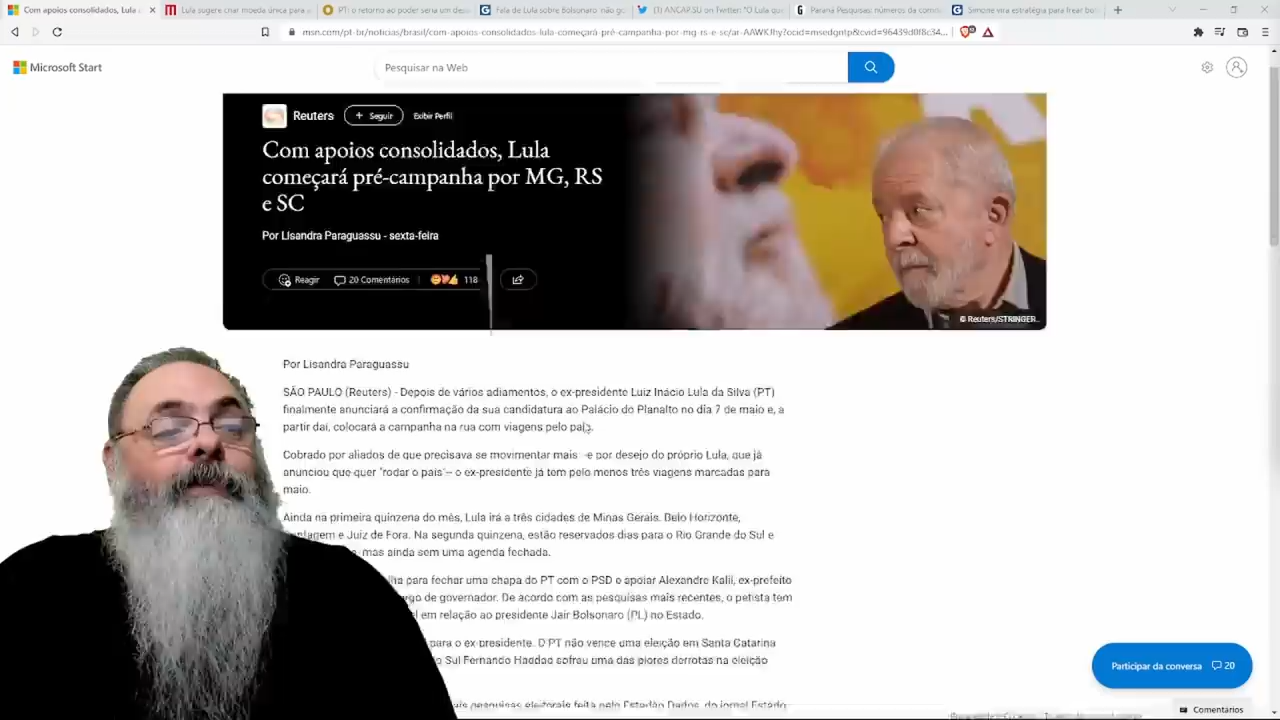 Com apoios consolidados, Lula
Lula sugere criar moeda única para a
PT: o retorno ao poder seria um des
Fala de Lula sobre Bolsonaro 'não go
(1) ANCAP.SU on Twitter: "O Lula que
Paraná Pesquisas: números da corrid
Simone vira estratégia para frear bots
msn.com/pt-br/noticias/brasil/com-apoios-consolidados-lula-começará-pré-campanha-por-mg-rs-e-sc/ar-AAWKJhy?ocid=msedgntp&cvid=96439d0f8c34...
Microsoft Start
Pesquisar na Web
Reuters
+ Seguir
Exibir Perfil
Com apoios consolidados, Lula
começará pré-campanha por MG, RS
e SC
Por Lisandra Paraguassu - sexta-feira
Reagir
20 Comentários
118
© Reuters/STRINGER..
Por Lisandra Paraguassu
SÃO PAULO (Reuters) - Depois de vários adiamentos, o ex-presidente Luiz Inácio Lula da Silva (PT)
finalmente anunciará a confirmação da sua candidatura ao Palácio do Planalto no dia 7 de maio e, a
partir daí, colocará a campanha na rua com viagens pelo país.
Cobrado por aliados de que precisava se movimentar mais --e por desejo do próprio Lula, que já
anunciou que quer "rodar o país"-- o ex-presidente já tem pelo menos três viagens marcadas para
maio.
Ainda na primeira quinzena do mês, Lula irá a três cidades de Minas Gerais. Belo Horizonte,
ntagem e Juiz de Fora. Na segunda quinzena, estão reservados dias para o Rio Grande do Sul e
, mas ainda sem uma agenda fechada.
lha para fechar uma chapa do PT com o PSD e apoiar Alexandre Kalil, ex-prefeito
rgo de governador. De acordo com as pesquisas mais recentes, o petista tem
el em relação ao presidente Jair Bolsonaro (PL) no Estado.
para o ex-presidente. O PT não vence uma eleição em Santa Catarina
o Sul Fernando Haddad sofreu uma das piores derrotas na eleição
ais pesquisas eleitorais feita pelo Estadão Dados, do jornal Estado
Participar da conversa
20
Comentários